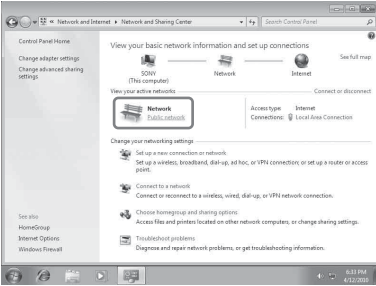 « Network and Internet ▸ Network and Sharing Center
Search Control Panel
Control Panel Home
Change adapter settings
Change advanced sharing
settings
View your basic network information and set up connections
See full map
SONY
(This computer)
Network
Internet
View your active networks
Connect or disconnect
Network
Public network
Access type: Internet
Connections: Local Area Connection
Change your networking settings
Set up a new connection or network
Set up a wireless, broadband, dial-up, ad hoc, or VPN connection; or set up a router or access
point.
Connect to a network
Connect or reconnect to a wireless, wired, dial-up, or VPN network connection.
Choose homegroup and sharing options
Access files and printers located on other network computers, or change sharing settings.
Troubleshoot problems
Diagnose and repair network problems, or get troubleshooting information.
See also
HomeGroup
Internet Options
Windows Firewall
6:33 PM
4/12/2010